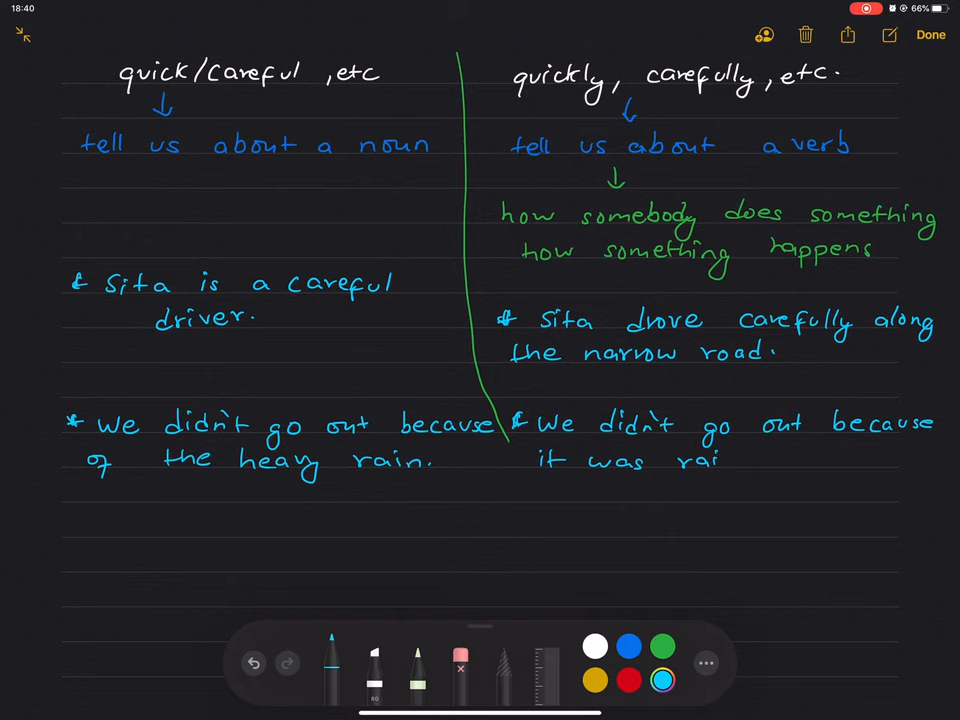 18:40
66%
Done
quick/careful, etc
tell us about a noun
* Sita is a careful
driver.
* We didn't go out because
of the heavy rain.
quickly, carefully, etc.
tell us about a verb
how somebody does something
how something happens
* Sita drove carefully along
the narrow road.
* We didn't go out because
it was rai
80